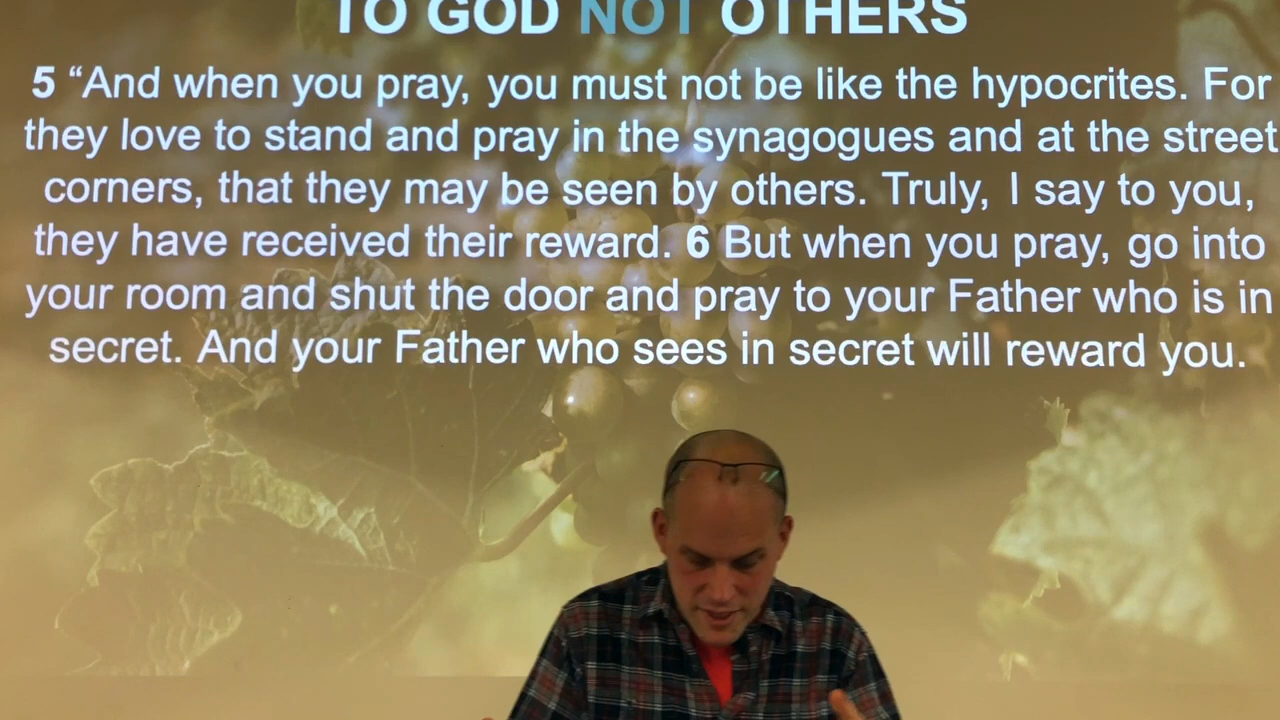 TO GOD NOT OTHERS
5 “And when you pray, you must not be like the hypocrites. For
they love to stand and pray in the synagogues and at the street
corners, that they may be seen by others. Truly, I say to you,
they have received their reward. 6 But when you pray, go into
your room and shut the door and pray to your Father who is in
secret. And your Father who sees in secret will reward you.